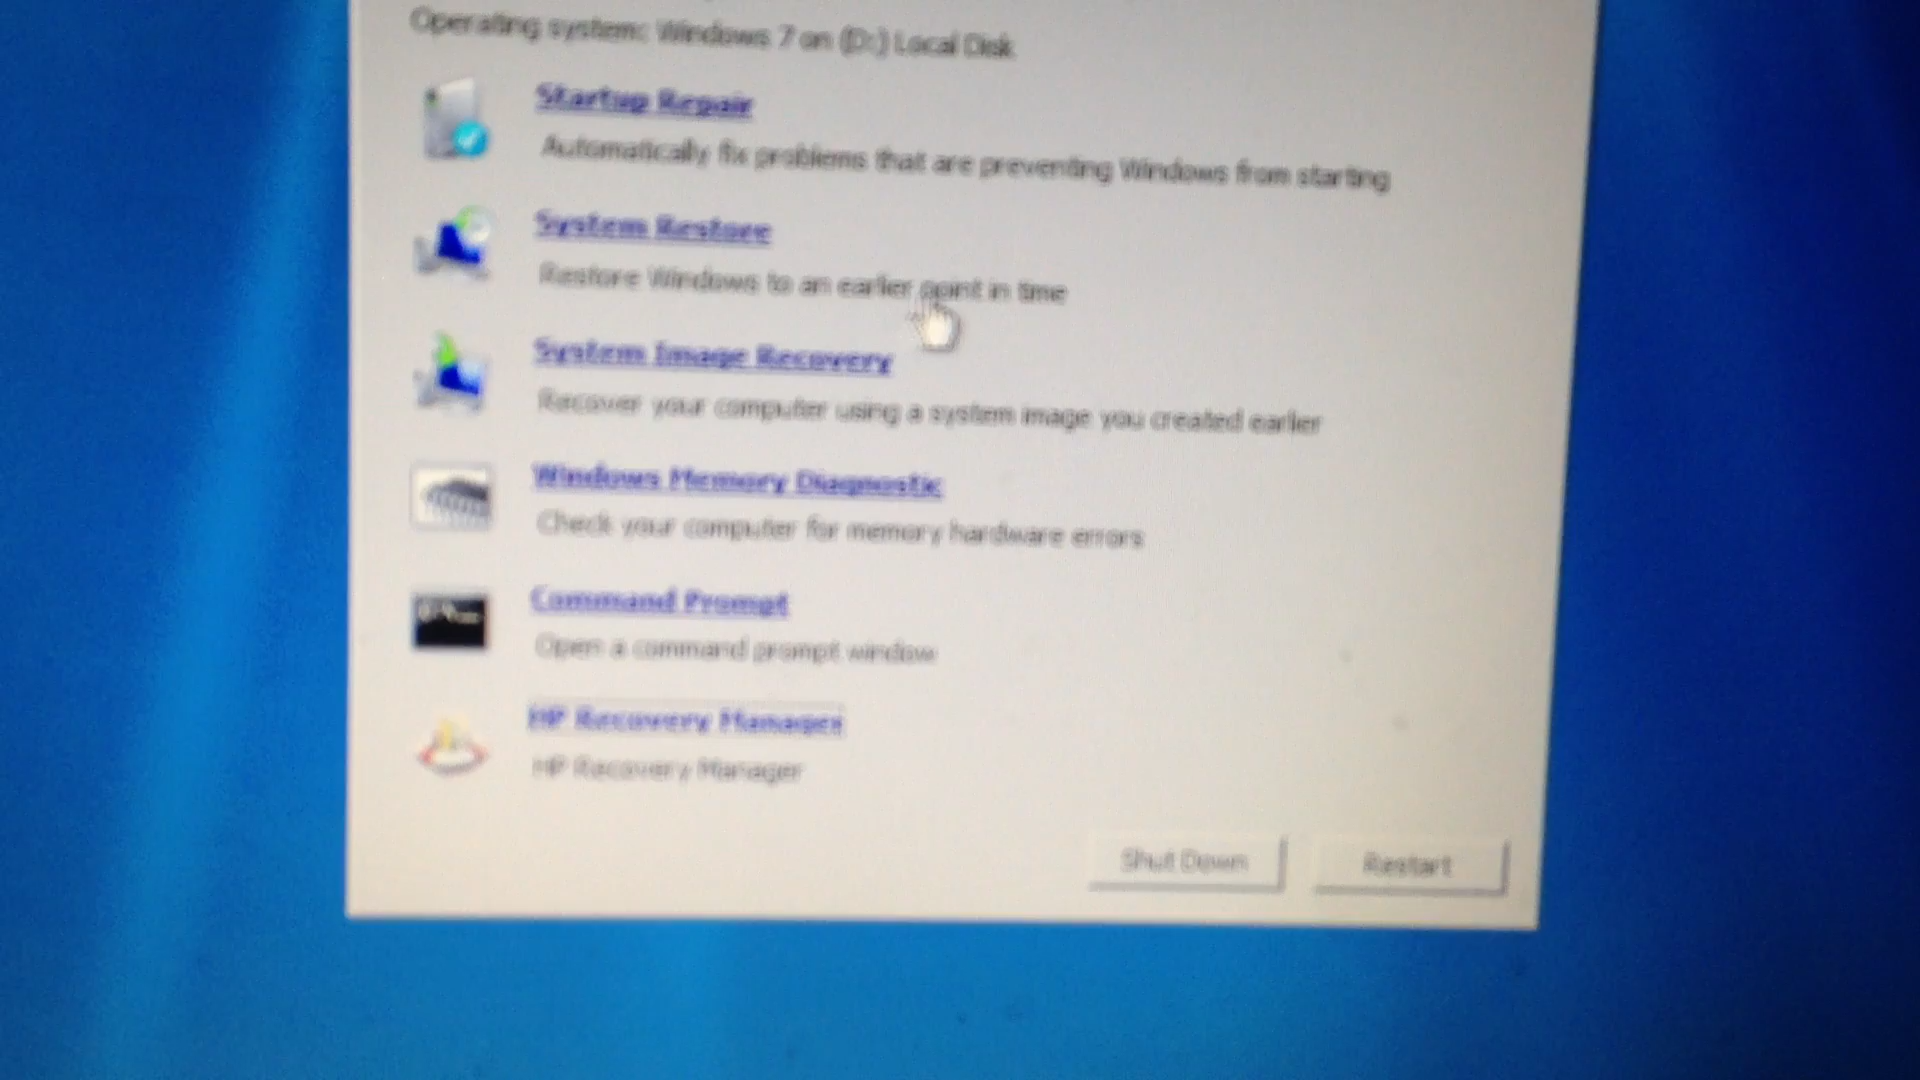 Operating system: Windows 7 on (D:) Local Disk
Startup Repair
Automatically fix problems that are preventing Windows from starting
System Restore
Restore Windows to an earlier point in time
System Image Recovery
Recover your computer using a system image you created earlier
Windows Memory Diagnostic
Check your computer for memory hardware errors
Command Prompt
Open a command prompt window
HP Recovery Manager
HP Recovery Manager
Shut Down
Restart